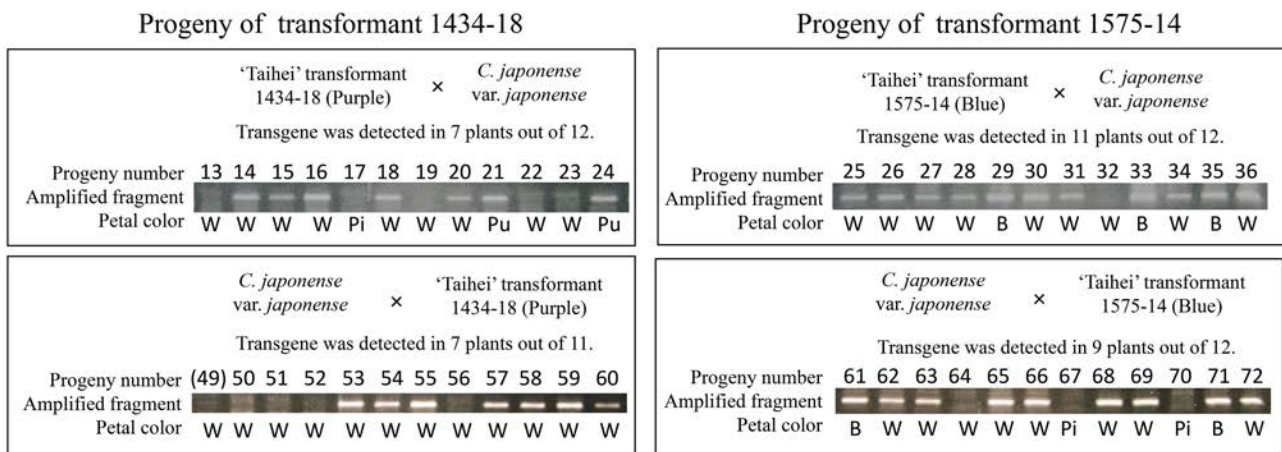 Progeny of transformant 1434-18
'Taihei' transformant
1434-18 (Purple)
×
C. japonense
var. japonense
Transgene was detected in 7 plants out of 12.
Progeny number 13 14 15 16 17 18 19 20 21 22 23 24
Amplified fragment
Petal color W W W W Pi W W W Pu W W Pu
C. japonense
var. japonense
×
'Taihei' transformant
1434-18 (Purple)
Transgene was detected in 7 plants out of 11.
Progeny number (49) 50 51 52 53 54 55 56 57 58 59 60
Amplified fragment
Petal color W W W W W W W W W W W W
Progeny of transformant 1575-14
'Taihei' transformant
1575-14 (Blue)
×
C. japonense
var. japonense
Transgene was detected in 11 plants out of 12.
Progeny number 25 26 27 28 29 30 31 32 33 34 35 36
Amplified fragment
Petal color W W W W B W W W B W B W
C. japonense
var. japonense
×
'Taihei' transformant
1575-14 (Blue)
Transgene was detected in 9 plants out of 12.
Progeny number 61 62 63 64 65 66 67 68 69 70 71 72
Amplified fragment
Petal color B W W W W W Pi W W Pi B W